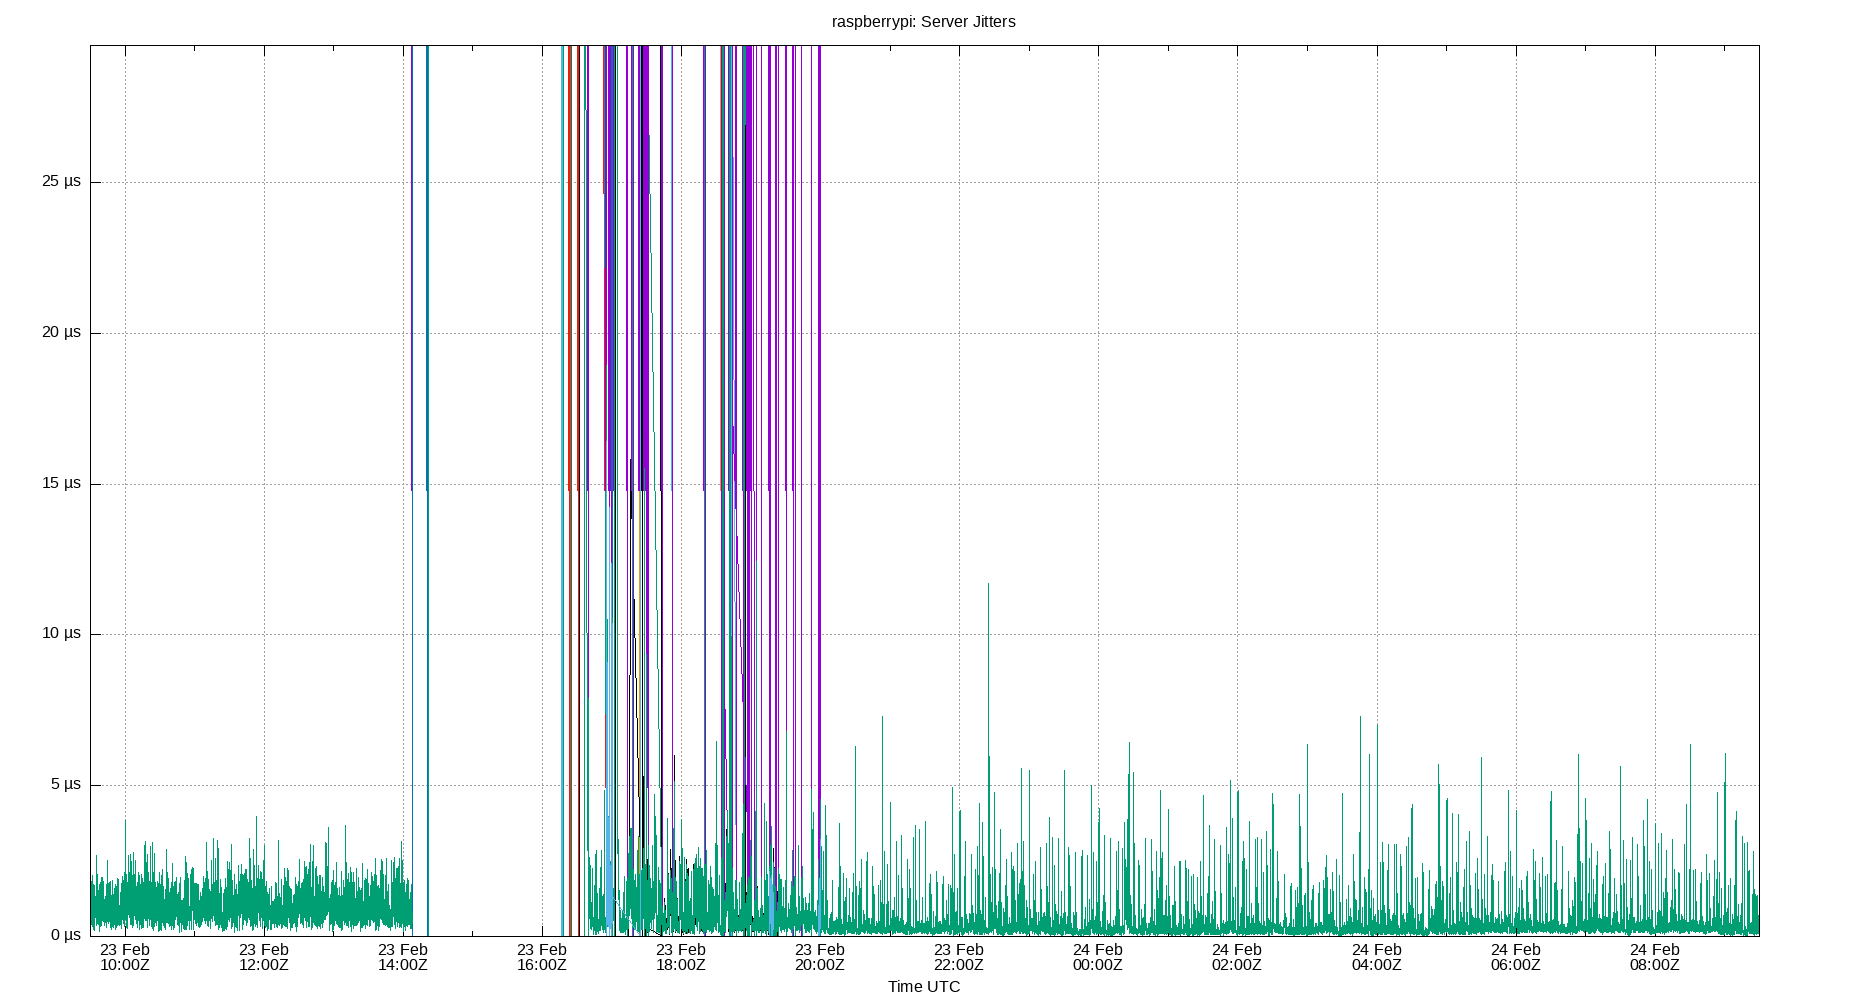 raspberrypi: Server Jitters
25 µs
20 µs
15 µs
10 µs
5 µs
0 µs
23 Feb 23 Feb 23 Feb 23 Feb 23 Feb 23 Feb 23 Feb 24 Feb 24 Feb 24 Feb 24 Feb 24 Feb
10:00Z 12:00Z 14:00Z 16:00Z 18:00Z 20:00Z 22:00Z 00:00Z 02:00Z 04:00Z 06:00Z 08:00Z
Time UTC